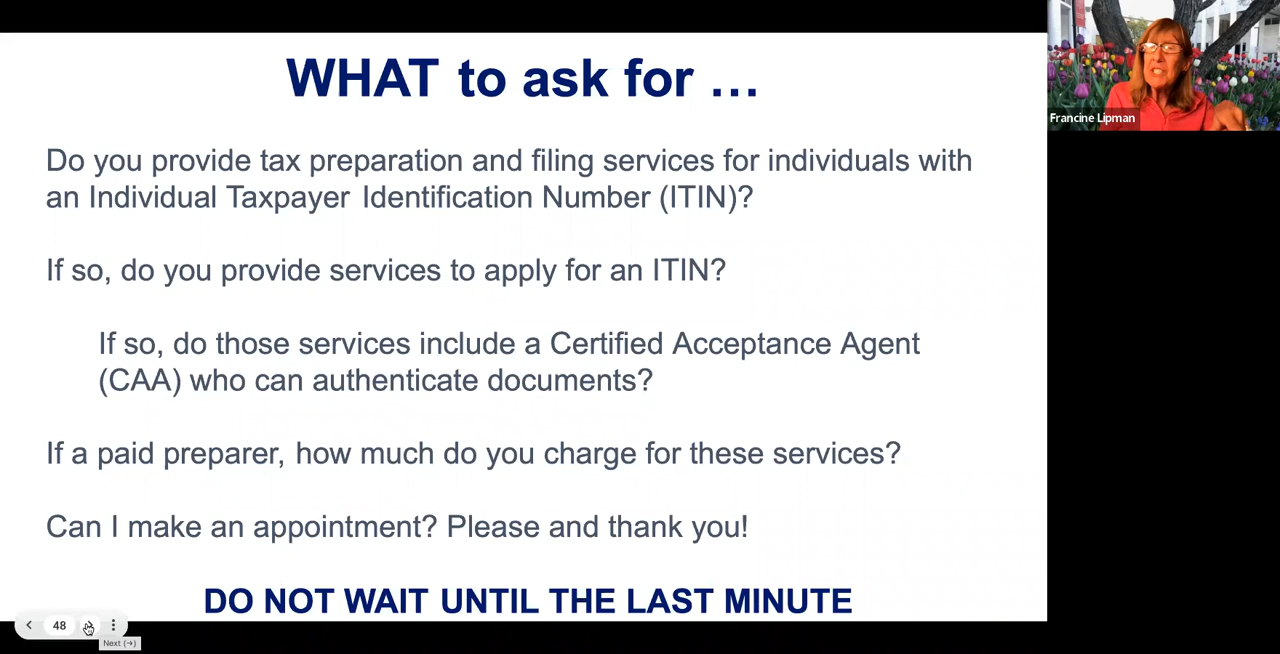 WHAT to ask for …
Francine Lipman
Do you provide tax preparation and filing services for individuals with
an Individual Taxpayer Identification Number (ITIN)?
If so, do you provide services to apply for an ITIN?
If so, do those services include a Certified Acceptance Agent
(CAA) who can authenticate documents?
If a paid preparer, how much do you charge for these services?
Can I make an appointment? Please and thank you!
DO NOT WAIT UNTIL THE LAST MINUTE
48
Next (→)